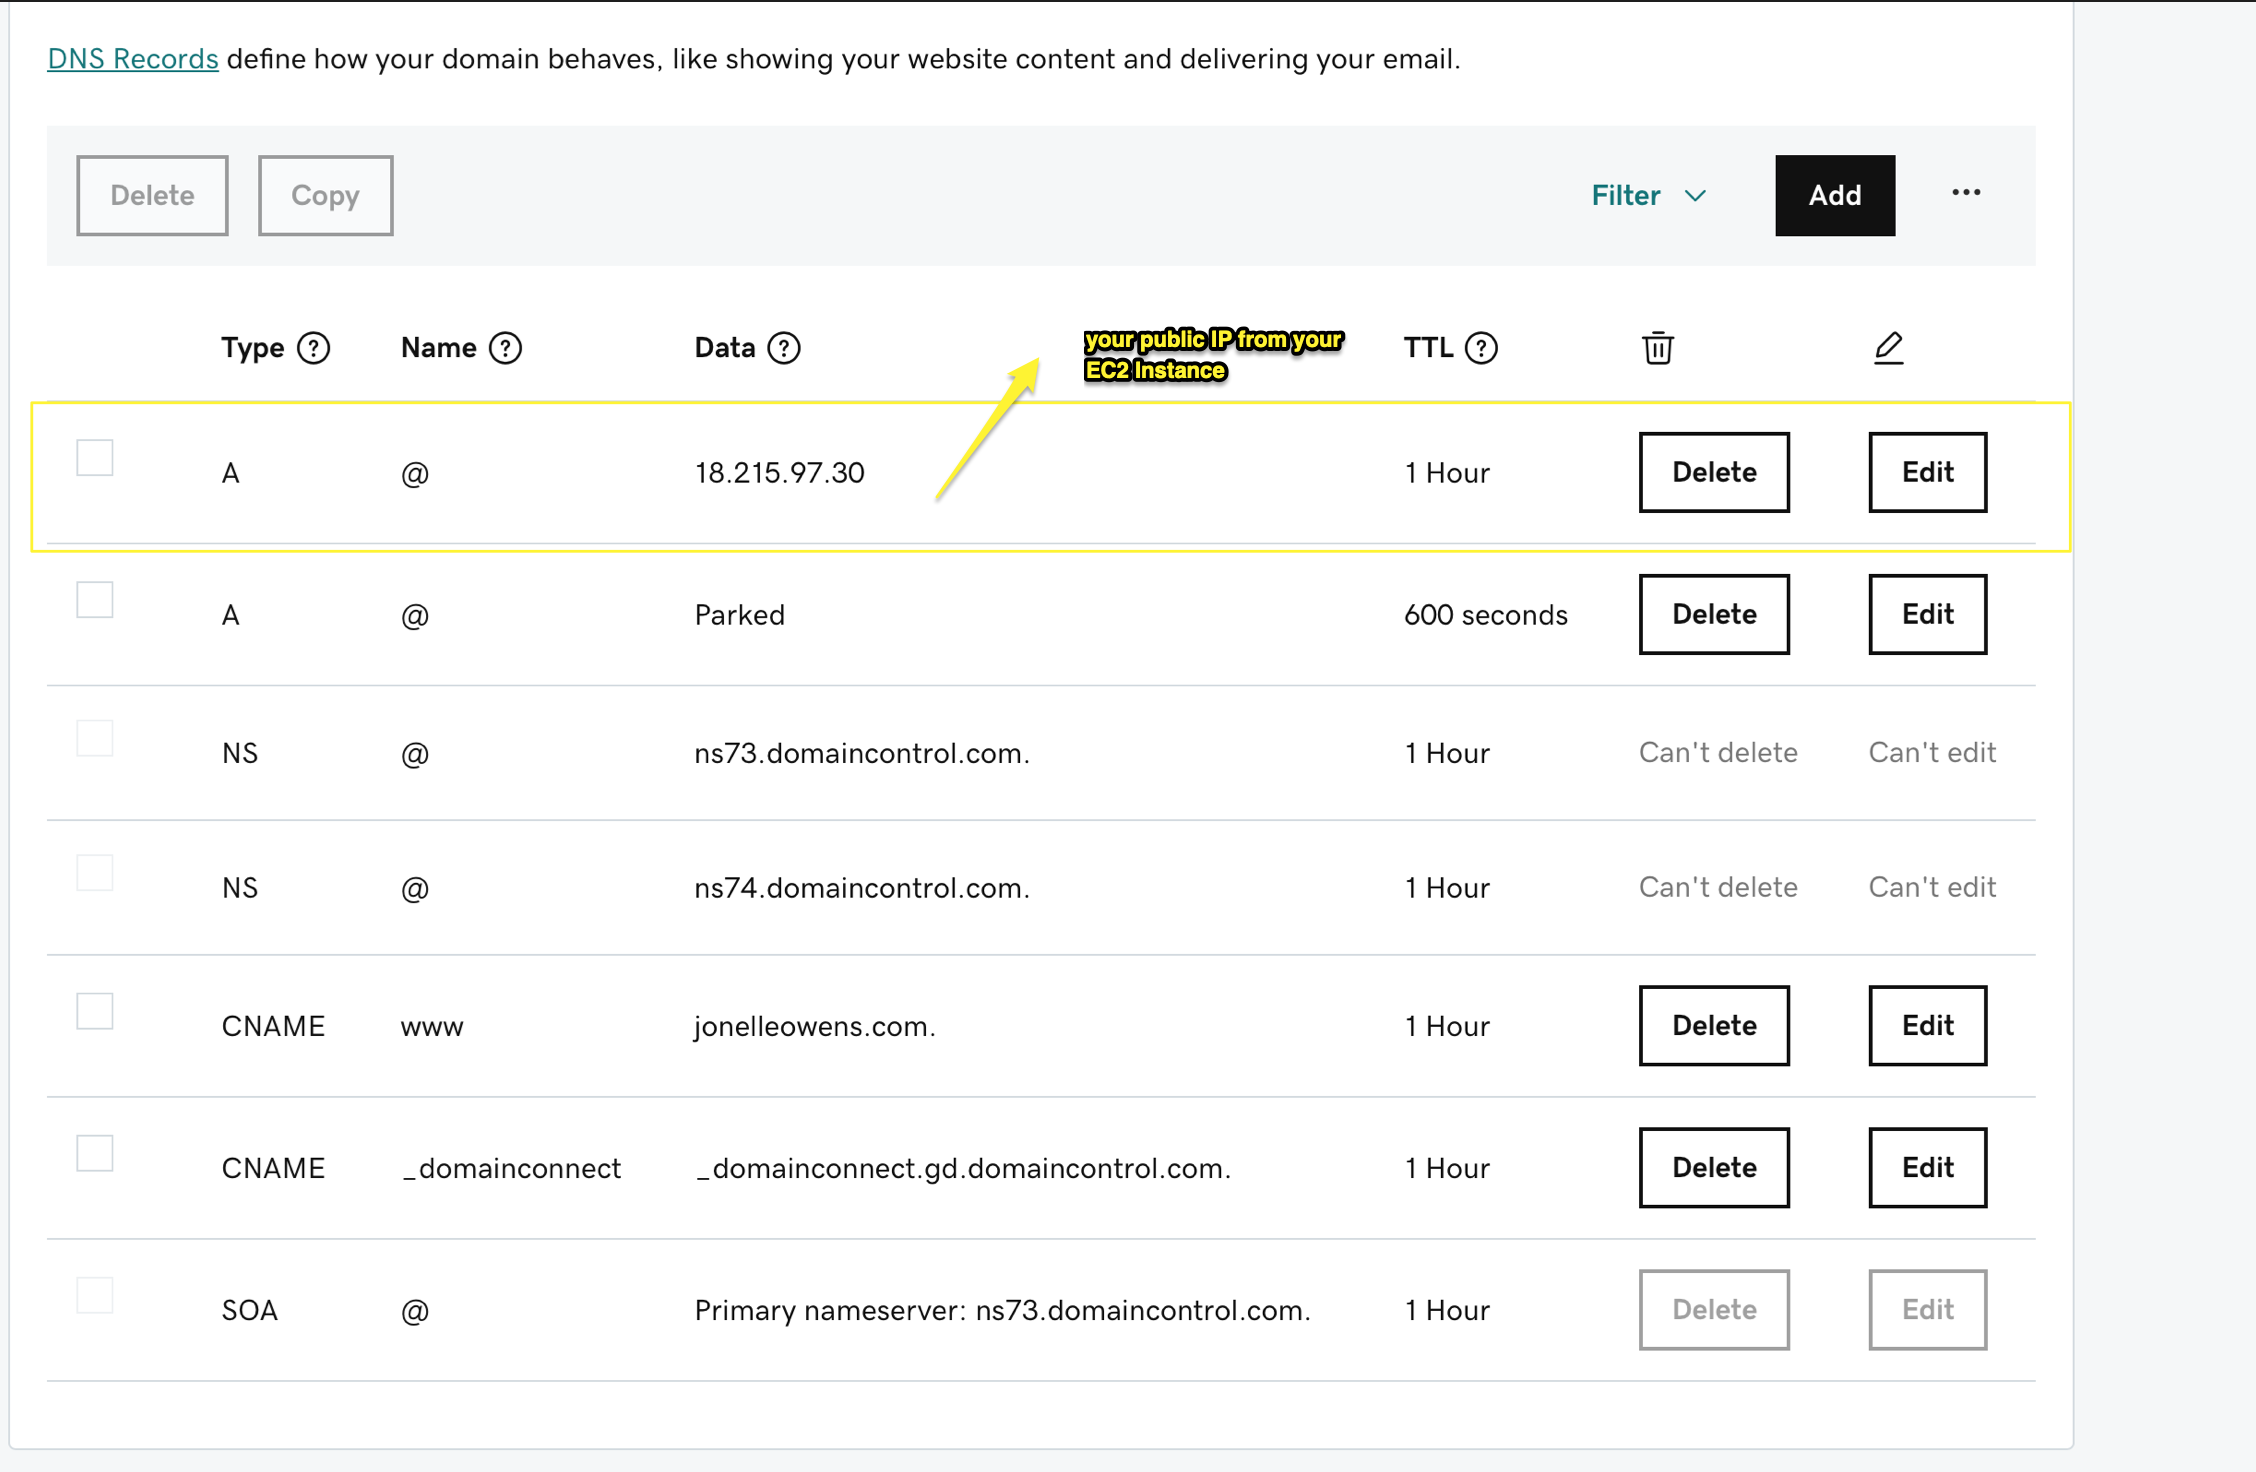 DNS Records define how your domain behaves, like showing your website content and delivering your email.
Delete Copy Filter Add ...
Type ? Name ? Data ? your public IP from your EC2 Instance TTL ?
A @ 18.215.97.30 1 Hour Delete Edit
A @ Parked 600 seconds Delete Edit
NS @ ns73.domaincontrol.com. 1 Hour Can't delete Can't edit
NS @ ns74.domaincontrol.com. 1 Hour Can't delete Can't edit
CNAME www jonelleowens.com. 1 Hour Delete Edit
CNAME _domainconnect _domainconnect.gd.domaincontrol.com. 1 Hour Delete Edit
SOA @ Primary nameserver: ns73.domaincontrol.com. 1 Hour Delete Edit